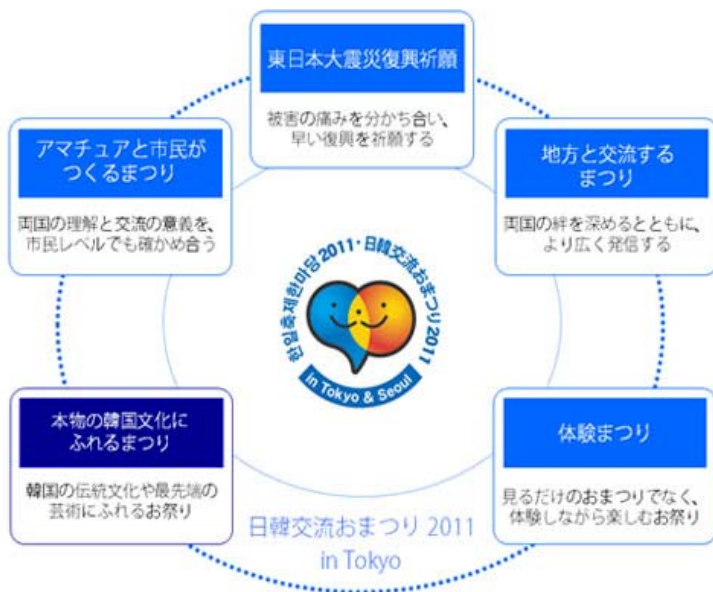 東日本大震災復興祈願
被害の痛みを分かち合い、
早い復興を祈願する
アマチュアと市民が
つくるまつり
両国の理解と交流の意義を、
市民レベルでも確かめ合う
地方と交流する
まつり
両国の絆を深めるとともに、
より広く発信する
한일축제한마당2011・日韓交流おまつり2011
in Tokyo & Seoul
本物の韓国文化に
ふれるまつり
韓国の伝統文化や最先端の
芸術にふれるお祭り
体験まつり
見るだけのおまつりでなく、
体験しながら楽しむお祭り
日韓交流おまつり 2011
in Tokyo